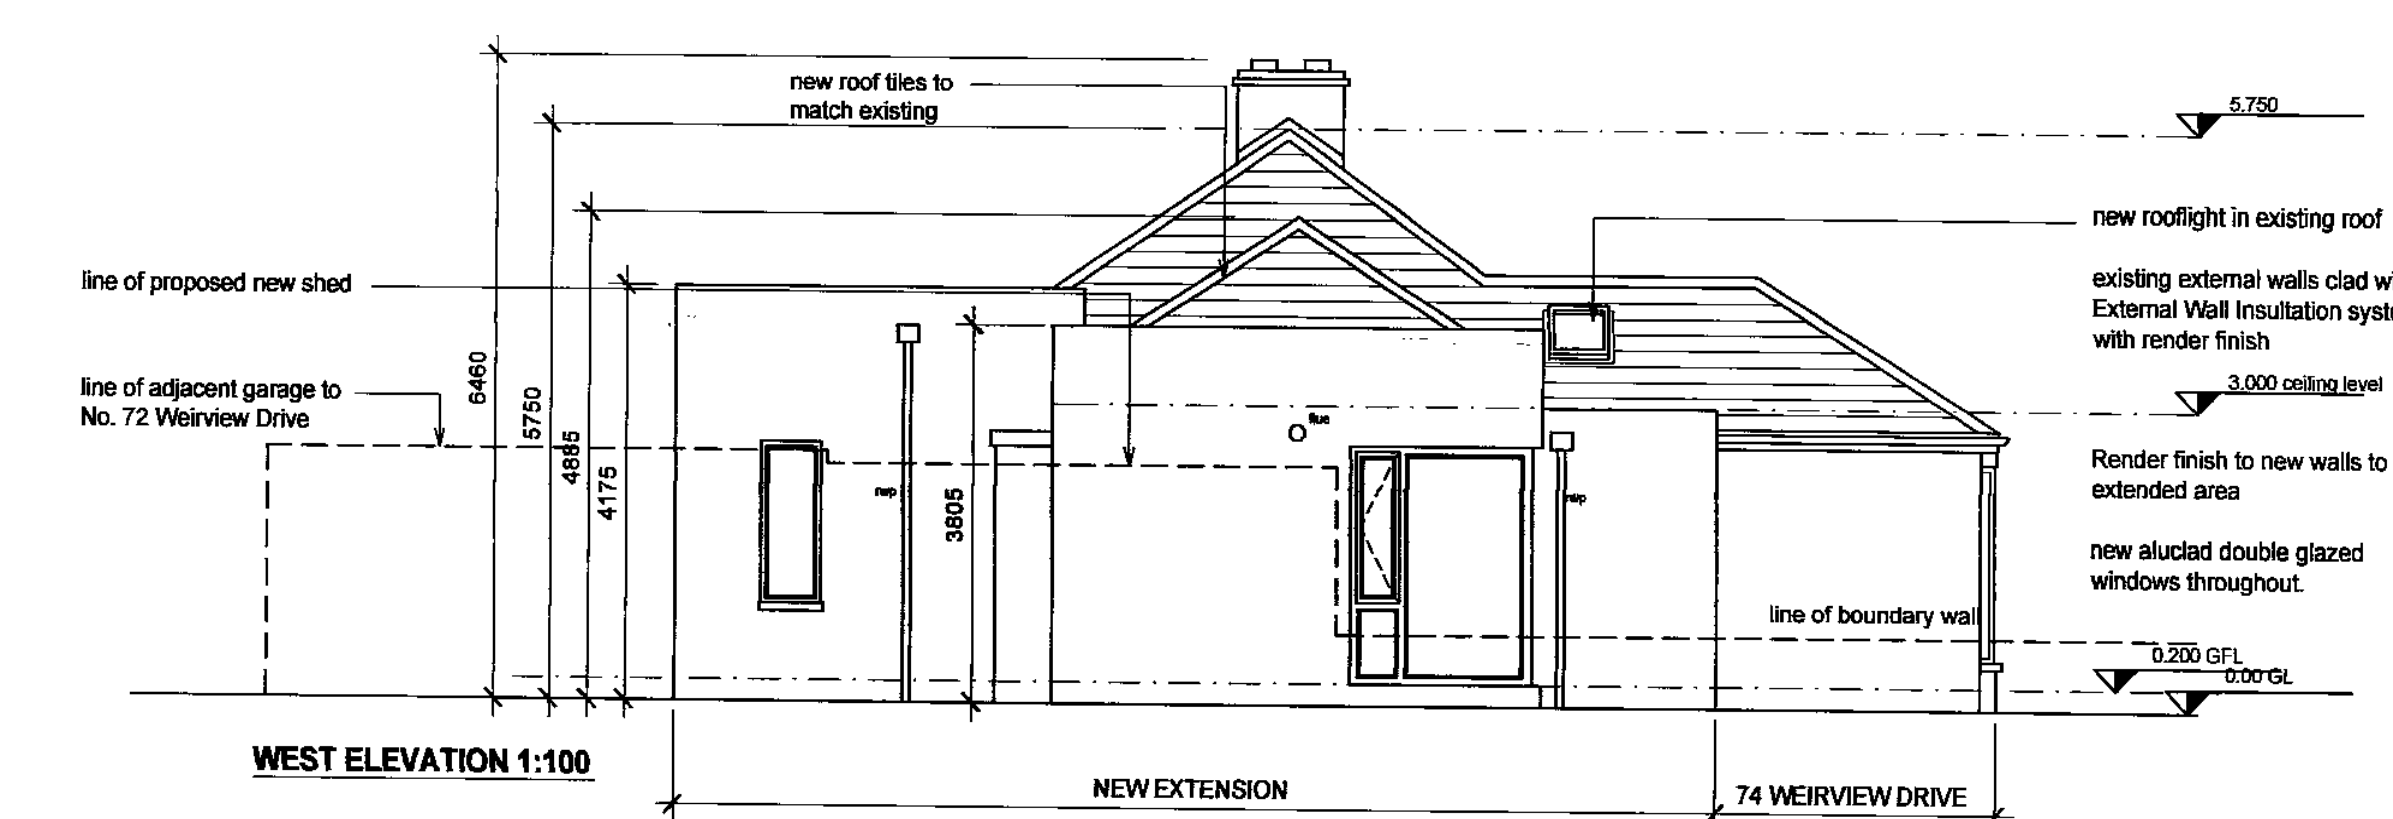 new roof tiles to
match existing
5.750
new rooflight in existing roof
line of proposed new shed
existing external walls clad wi
External Wall Insultation syst
with render finish
6460
5750
4885
4175
3805
line of adjacent garage to
No. 72 Weirview Drive
3.000 ceiling level
flue
rwp
rwp
Render finish to new walls to
extended area
new aluclad double glazed
windows throughout.
line of boundary wall
0.200 GFL
0.00 GL
WEST ELEVATION 1:100
NEW EXTENSION
74 WEIRVIEW DRIVE